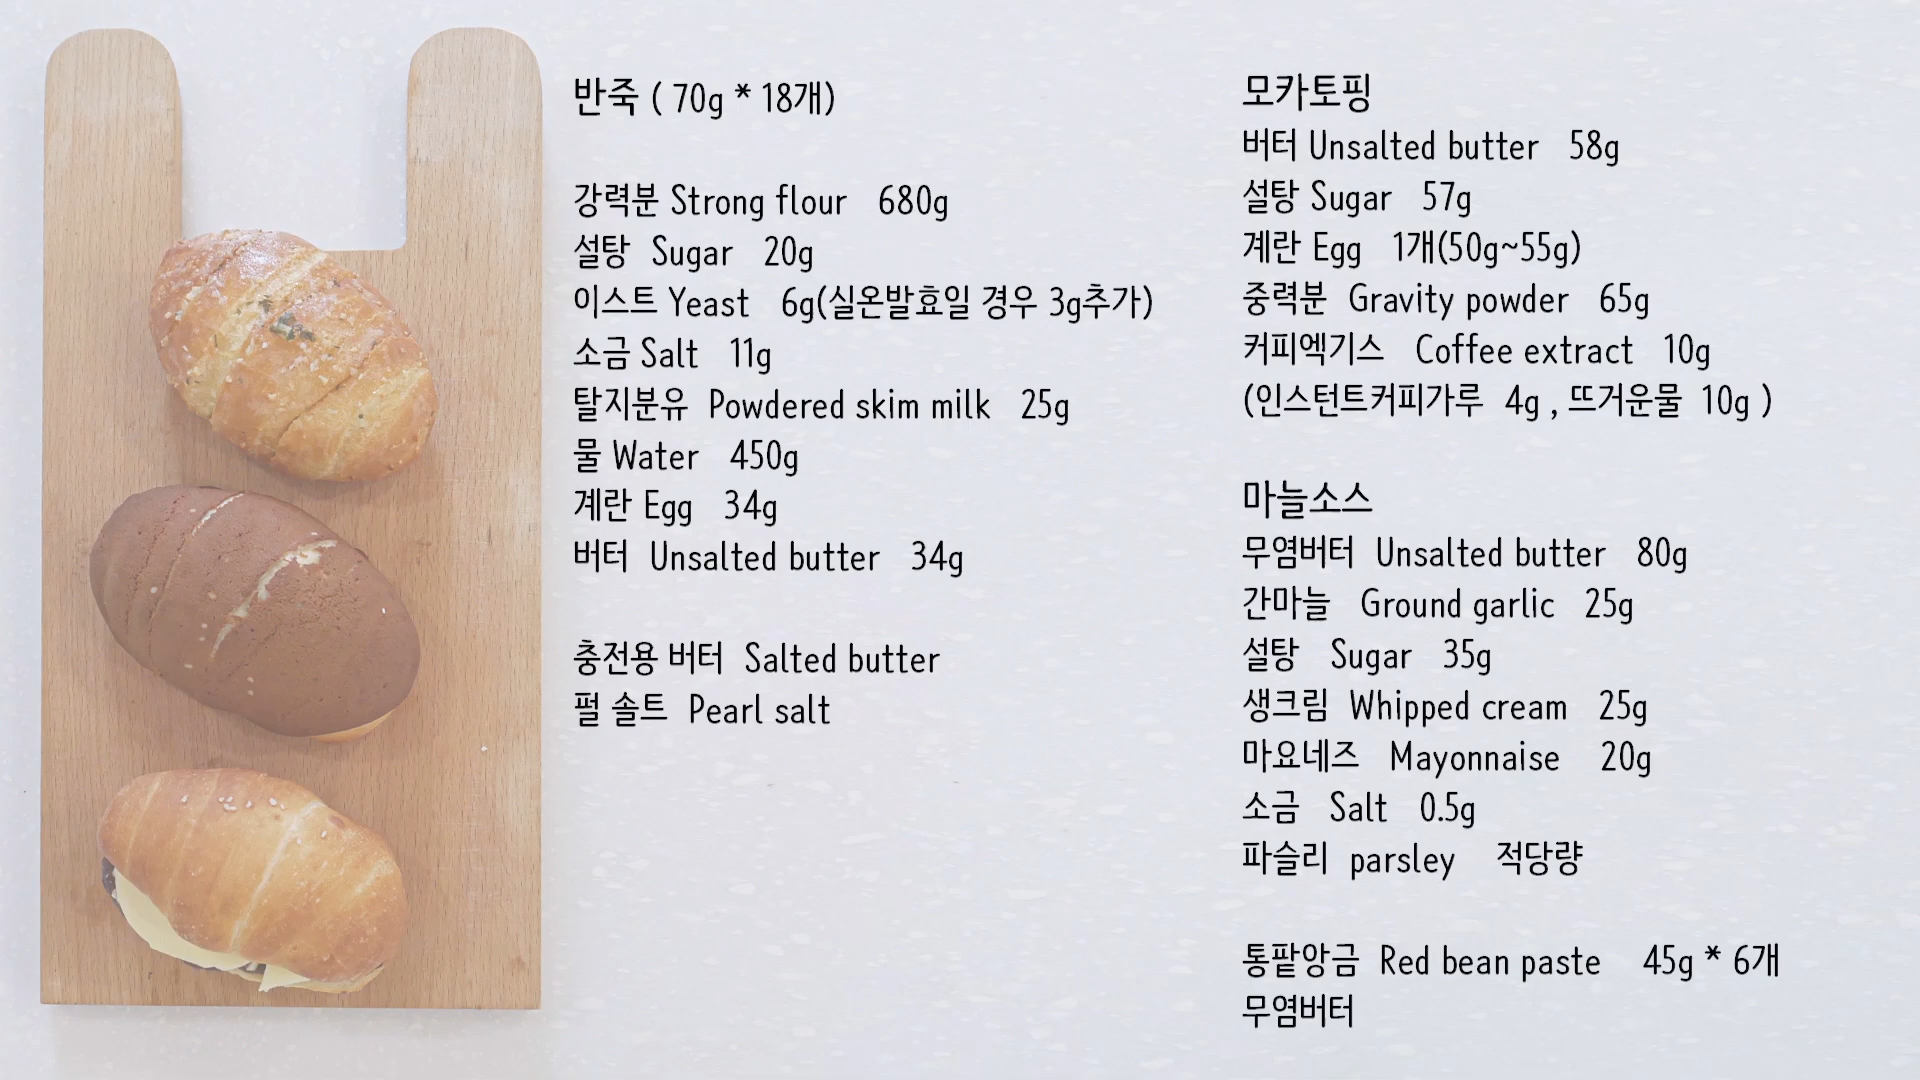 반죽 ( 70g * 18개)
강력분 Strong flour 680g
설탕 Sugar 20g
이스트 Yeast 6g(실온발효일 경우 3g추가)
소금 Salt 11g
탈지분유 Powdered skim milk 25g
물 Water 450g
계란 Egg 34g
버터 Unsalted butter 34g
충전용 버터 Salted butter
펄 솔트 Pearl salt
모카토핑
버터 Unsalted butter 58g
설탕 Sugar 57g
계란 Egg 1개(50g~55g)
중력분 Gravity powder 65g
커피엑기스 Coffee extract 10g
(인스턴트커피가루 4g , 뜨거운물 10g )
마늘소스
무염버터 Unsalted butter 80g
간마늘 Ground garlic 25g
설탕 Sugar 35g
생크림 Whipped cream 25g
마요네즈 Mayonnaise 20g
소금 Salt 0.5g
파슬리 parsley 적당량
통팥앙금 Red bean paste 45g * 6개
무염버터